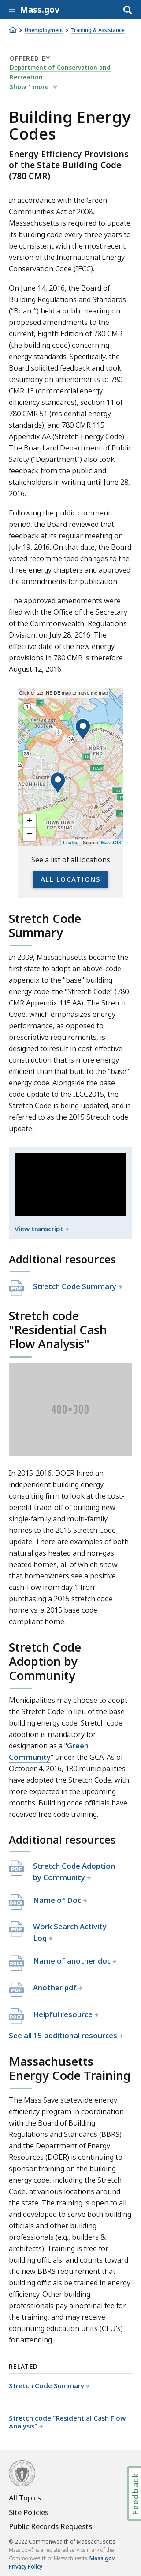 Mass.gov
Unemployment
Training & Assistance
OFFERED BY
Department of Conservation and
Recreation
Show 1 more
Building Energy
Codes
Energy Efficiency Provisions
of the State Building Code
(780 CMR)
In accordance with the Green
Communities Act of 2008,
Massachusetts is required to update
its building code every three years to
be consistent with the most recent
version of the International Energy
Conservation Code (IECC).
On June 14, 2016, the Board of
Building Regulations and Standards
("Board") held a public hearing on
proposed amendments to the
current, Eighth Edition of 780 CMR
(the building code) energy
standards. Specifically, the
Board solicited feedback and took
testimony on amendments to 780
CMR 13 (commercial energy
efficiency standards), section 11 of
780 CMR 51 (residential energy
standards), and 780 CMR 115
Appendix AA (Stretch Energy Code).
The Board and Department of Public
Safety ("Department") also took
feedback from the public and
stakeholders in writing until June 28,
2016.
Following the public comment
period, the Board reviewed that
feedback at its regular meeting on
July 19, 2016. On that date, the Board
voted recommended changes to the
three energy chapters and approved
the amendments for publication
The approved amendments were
filed with the Office of the Secretary
of the Commonwealth, Regulations
Division, on July 28, 2016. The
effective date of the new energy
provisions in 780 CMR is therefore
August 12, 2016.
Click or tap INSIDE map to move the map
NORTH
END
DOWNTOWN
CROSSING
+
−
Leaflet | Source: MassGIS
See a list of all locations
ALL LOCATIONS
Stretch Code
Summary
In 2009, Massachusetts became the
first state to adopt an above-code
appendix to the "base" building
energy code-the "Stretch Code" (780
CMR Appendix 115.AA). The Stretch
Code, which emphasizes energy
performance, as opposed to
prescriptive requirements, is
designed to result in cost-effective
construction that is more energy
efficient than that built to the "base"
energy code. Alongside the base
code update to the IECC2015, the
Stretch Code is being updated, and is
referred to as the 2015 Stretch Code
update.
View transcript
Additional resources
Stretch Code Summary
Stretch code
"Residential Cash
Flow Analysis"
400×300
In 2015-2016, DOER hired an
independent building energy
consulting firm to look at the cost-
to-benefit trade-off of building new
single-family and multi-family
homes to the 2015 Stretch Code
update. There are examples of both
natural gas heated and non-gas
heated homes, all of which show
that homeowners see a positive
cash-flow from day 1 from
purchasing a 2015 stretch code
home vs. a 2015 base code
compliant home.
Stretch Code
Adoption by
Community
Municipalities may choose to adopt
the Stretch Code in lieu of the base
building energy code. Stretch code
adoption is a mandatory
requirement for attaining
designation as a "Green
Community" under the GCA. As of
October 4, 2016, 180 municipalities
have adopted the Stretch Code, with
more expected in the coming
months. Building code officials have
received free code training.
Additional resources
Stretch Code Adoption
by Community
Name of Doc
Work Search Activity
Log
Name of another doc
Another pdf
Helpful resource
See all 15 additional resources
Massachusetts
Energy Code Training
The Mass Save statewide energy
efficiency program in coordination
with the Board of Building
Regulations and Standards (BBRS)
and the Department of Energy
Resources (DOER) is continuing to
sponsor trainings on the building
energy code, including the Stretch
Code, at various locations around
the state. The training is open to all,
is developed to serve both code
officials and other building
professionals (e.g., builders &
architects). The trainings, in addition
to being free, are counted towards
the BBRS requirements for code
officials to maintain continuing
education. Other building
professionals may be eligible for full
or partial training, and may receive
continuing education units (CEU's)
for attending.
RELATED
Stretch Code Summary
Stretch code "Residential Cash Flow
Analysis"
Feedback
All Topics
Site Policies
Public Records Requests
© 2022 Commonwealth of Massachusetts.
Mass.gov® is a registered service mark of the
Commonwealth of Massachusetts. Mass.gov
Privacy Policy